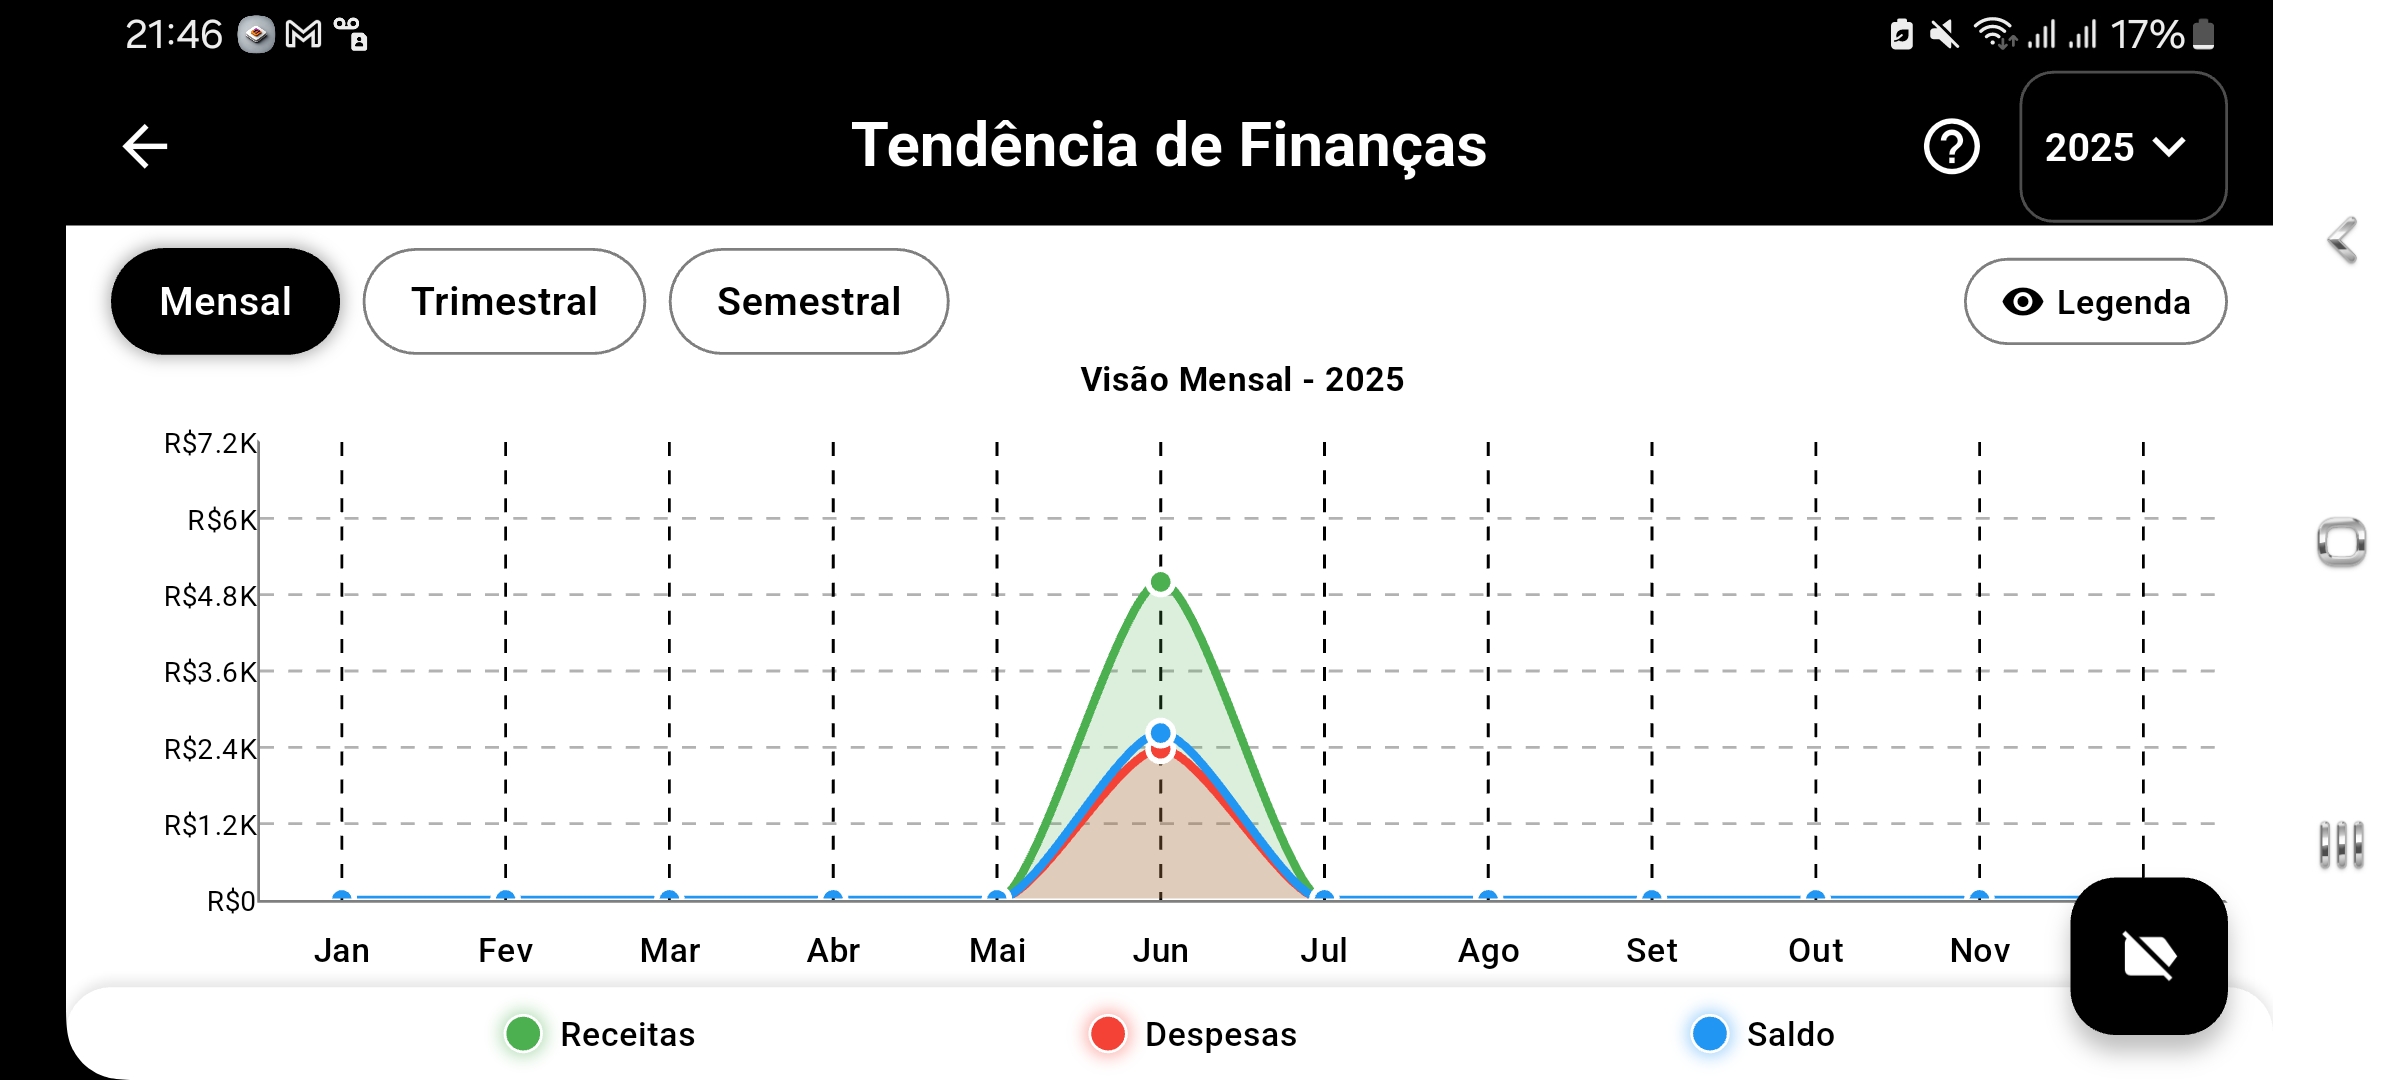 21:46
17%
Tendência de Finanças
2025
Mensal
Trimestral
Semestral
Legenda
Visão Mensal - 2025
R$7.2K
R$6K
R$4.8K
R$3.6K
R$2.4K
R$1.2K
R$0
Jan Fev Mar Abr Mai Jun Jul Ago Set Out Nov
Receitas
Despesas
Saldo